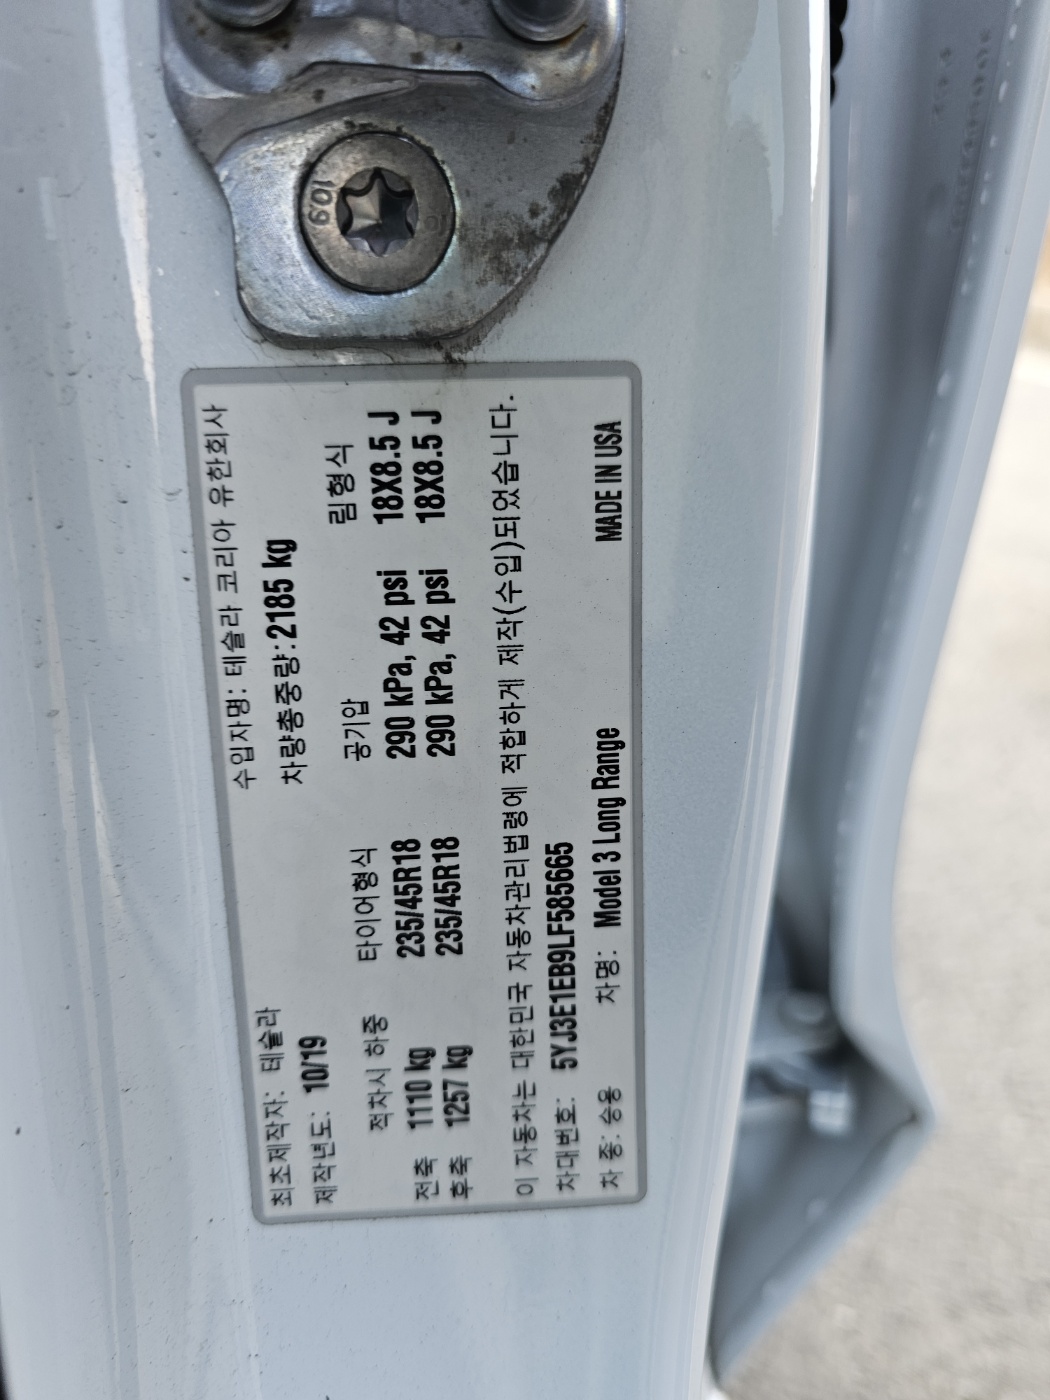 10.9
최초제작자: 테슬라 수입자명: 테슬라 코리아 유한회사
제작년도: 10/19 차량총중량: 2185 kg
적차시 하중 타이어형식 공기압 림형식
전축 1110 kg 235/45R18 290 kPa, 42 psi 18X8.5 J
후축 1257 kg 235/45R18 290 kPa, 42 psi 18X8.5 J
이 자동차는 대한민국 자동차관리법령에 적합하게 제작(수입)되었습니다.
차대번호: 5YJ3E1EB9LF585665
차 종: 승용 차명: Model 3 Long Range MADE IN USA